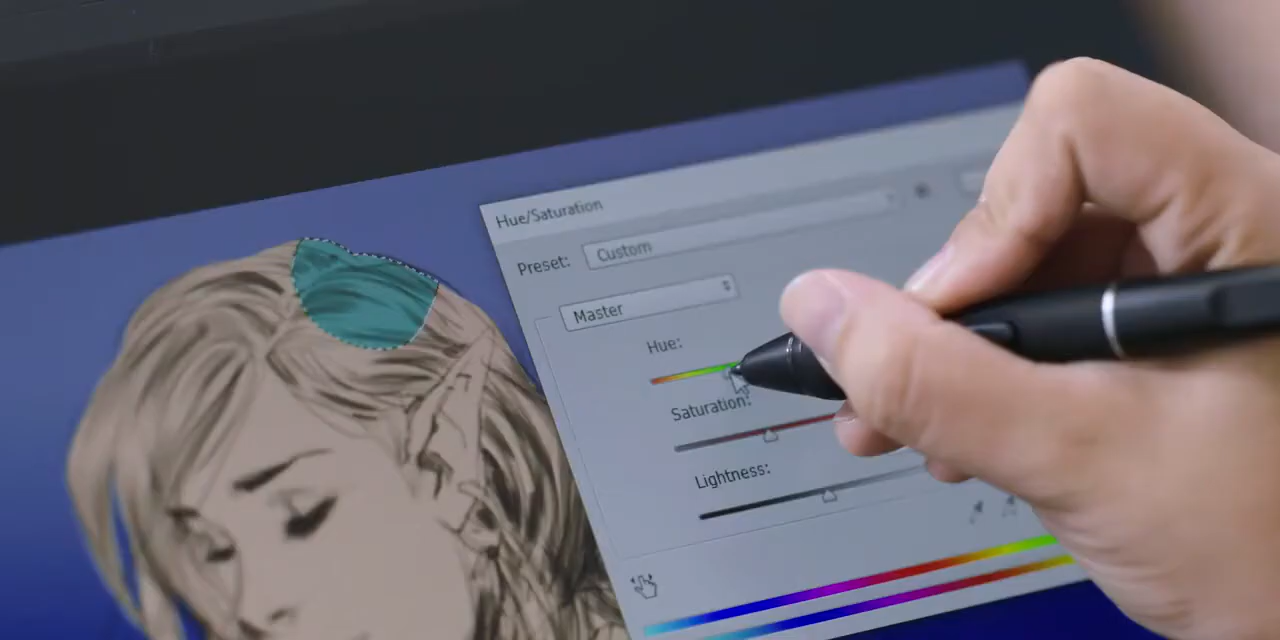 Hue/Saturation
Preset: Custom
Master
Hue:
Saturation:
Lightness: